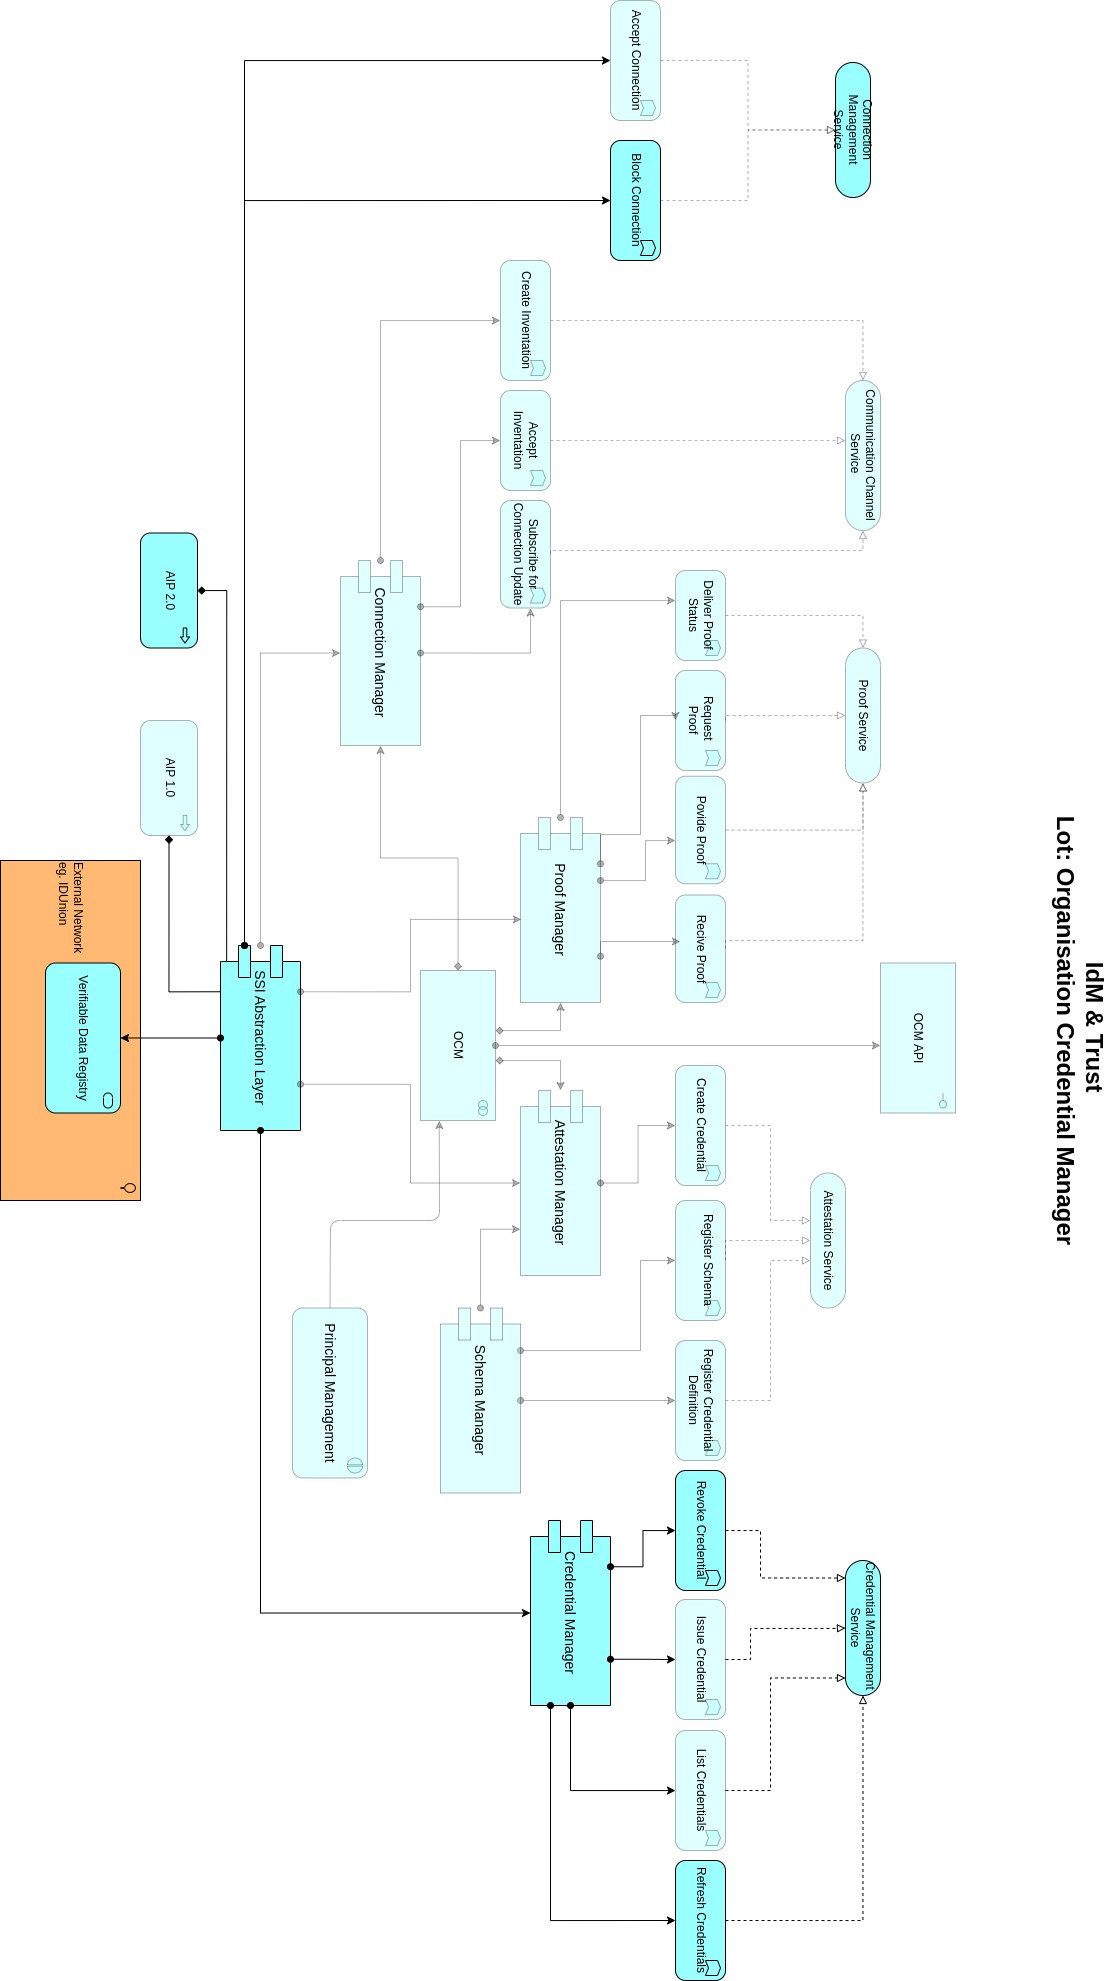 IdM & Trust
Lot: Organisation Credential Manager
Connection
Management
Service
Communication Channel
Service
Proof Service
OCM API
Attestation Service
Credential Management
Service
Accept Connection
Block Connection
Create Inventation
Accept
Inventation
Subscribe for
Connection Update
Deliver Proof
Status
Request
Proof
Povide Proof
Recive Proof
Create Credential
Register Schema
Register Credential
Definition
Revoke Credential
Issue Credential
List Credentials
Refresh Credentials
Connection Manager
Proof Manager
OCM
Attestation Manager
Schema Manager
Credential Manager
Principal Management
SSI Abstraction Layer
AIP 2.0
AIP 1.0
External Network
eg. IDUnion
Verifiable Data Registry